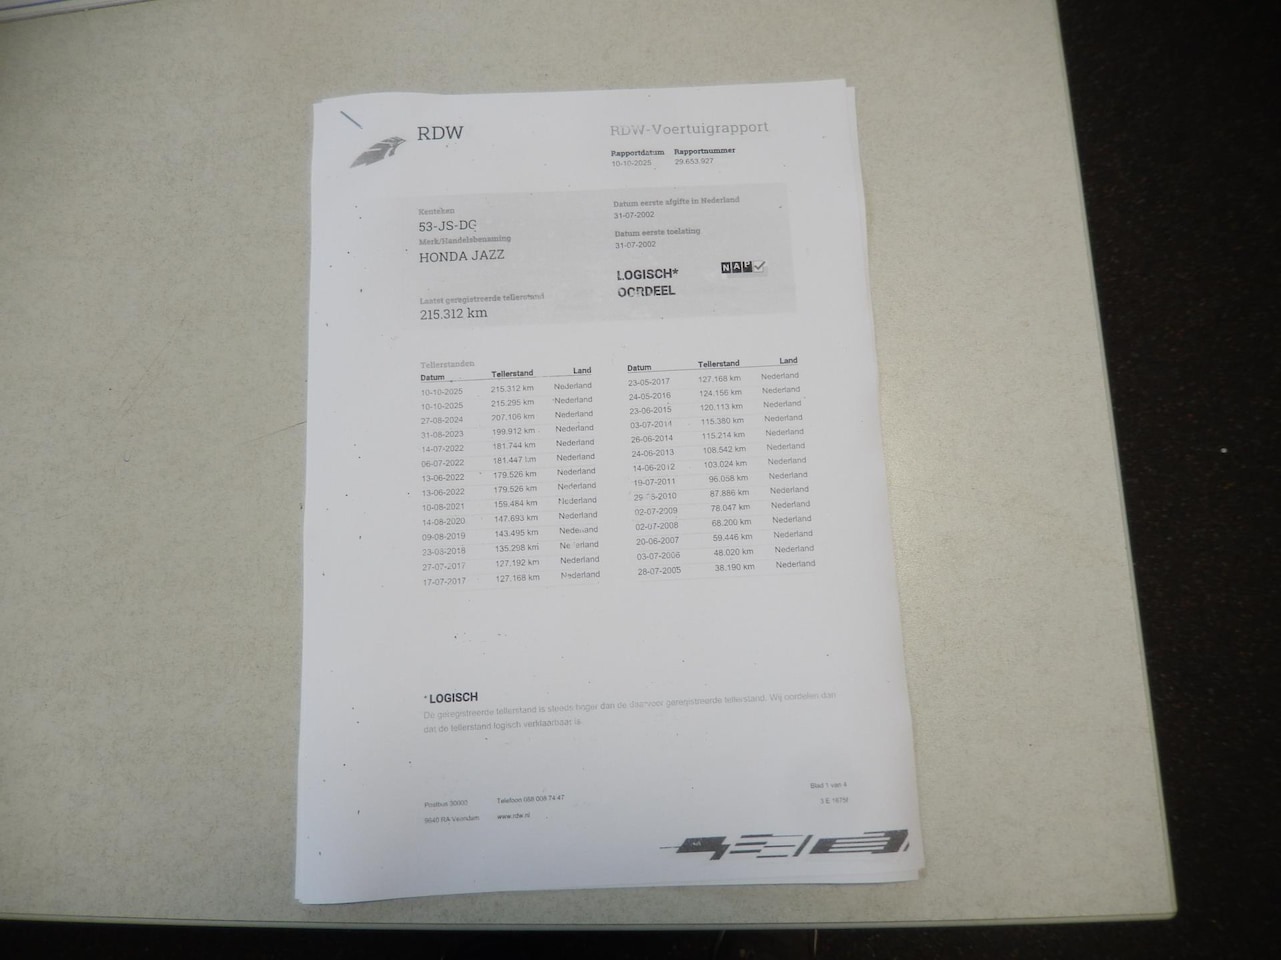 RDW
RDW-Voertuigrapport
Rapportdatum Rapportnummer
10-10-2025 29.653.927
Kenteken
53-JS-DG
Merk/Handelsbenaming
HONDA JAZZ
Laatst geregistreerde tellerstand
215.312 km
Datum eerste afgifte in Nederland
31-07-2002
Datum eerste toelating
31-07-2002
LOGISCH*
OORDEEL
NAP
Tellerstanden
Datum Tellerstand Land
10-10-2025 215.312 km Nederland
10-10-2025 215.295 km Nederland
27-08-2024 207.106 km Nederland
31-08-2023 199.912 km Nederland
14-07-2022 181.744 km Nederland
06-07-2022 181.447 km Nederland
13-06-2022 179.526 km Nederland
13-06-2022 179.526 km Nederland
10-08-2021 159.484 km Nederland
14-08-2020 147.693 km Nederland
09-08-2019 143.495 km Nederland
135.298 km Nederland
27-07-2017 127.192 km Nederland
17-07-2017 127.168 km Nederland
Datum Tellerstand Land
23-05-2017 127.168 km Nederland
24-05-2016 124.156 km Nederland
23-06-2015 120.113 km Nederland
03-07-2014 115.380 km Nederland
26-06-2014 115.214 km Nederland
24-06-2013 108.542 km Nederland
14-06-2012 103.024 km Nederland
19-07-2011 96.058 km Nederland
87.886 km Nederland
02-07-2009 78.047 km Nederland
02-07-2008 68.200 km Nederland
20-06-2007 59.446 km Nederland
03-07-2006 48.020 km Nederland
28-07-2005 38.190 km Nederland
*LOGISCH
De geregistreerde tellerstand is steeds hoger dan de daarvoor geregistreerde tellerstand. Wij oordelen dan
dat de tellerstand logisch verklaarbaar is
Postbus 30000 Telefoon 088 008 74 47
9640 RA Veendam www.rdw.nl
Blad 1 van 4